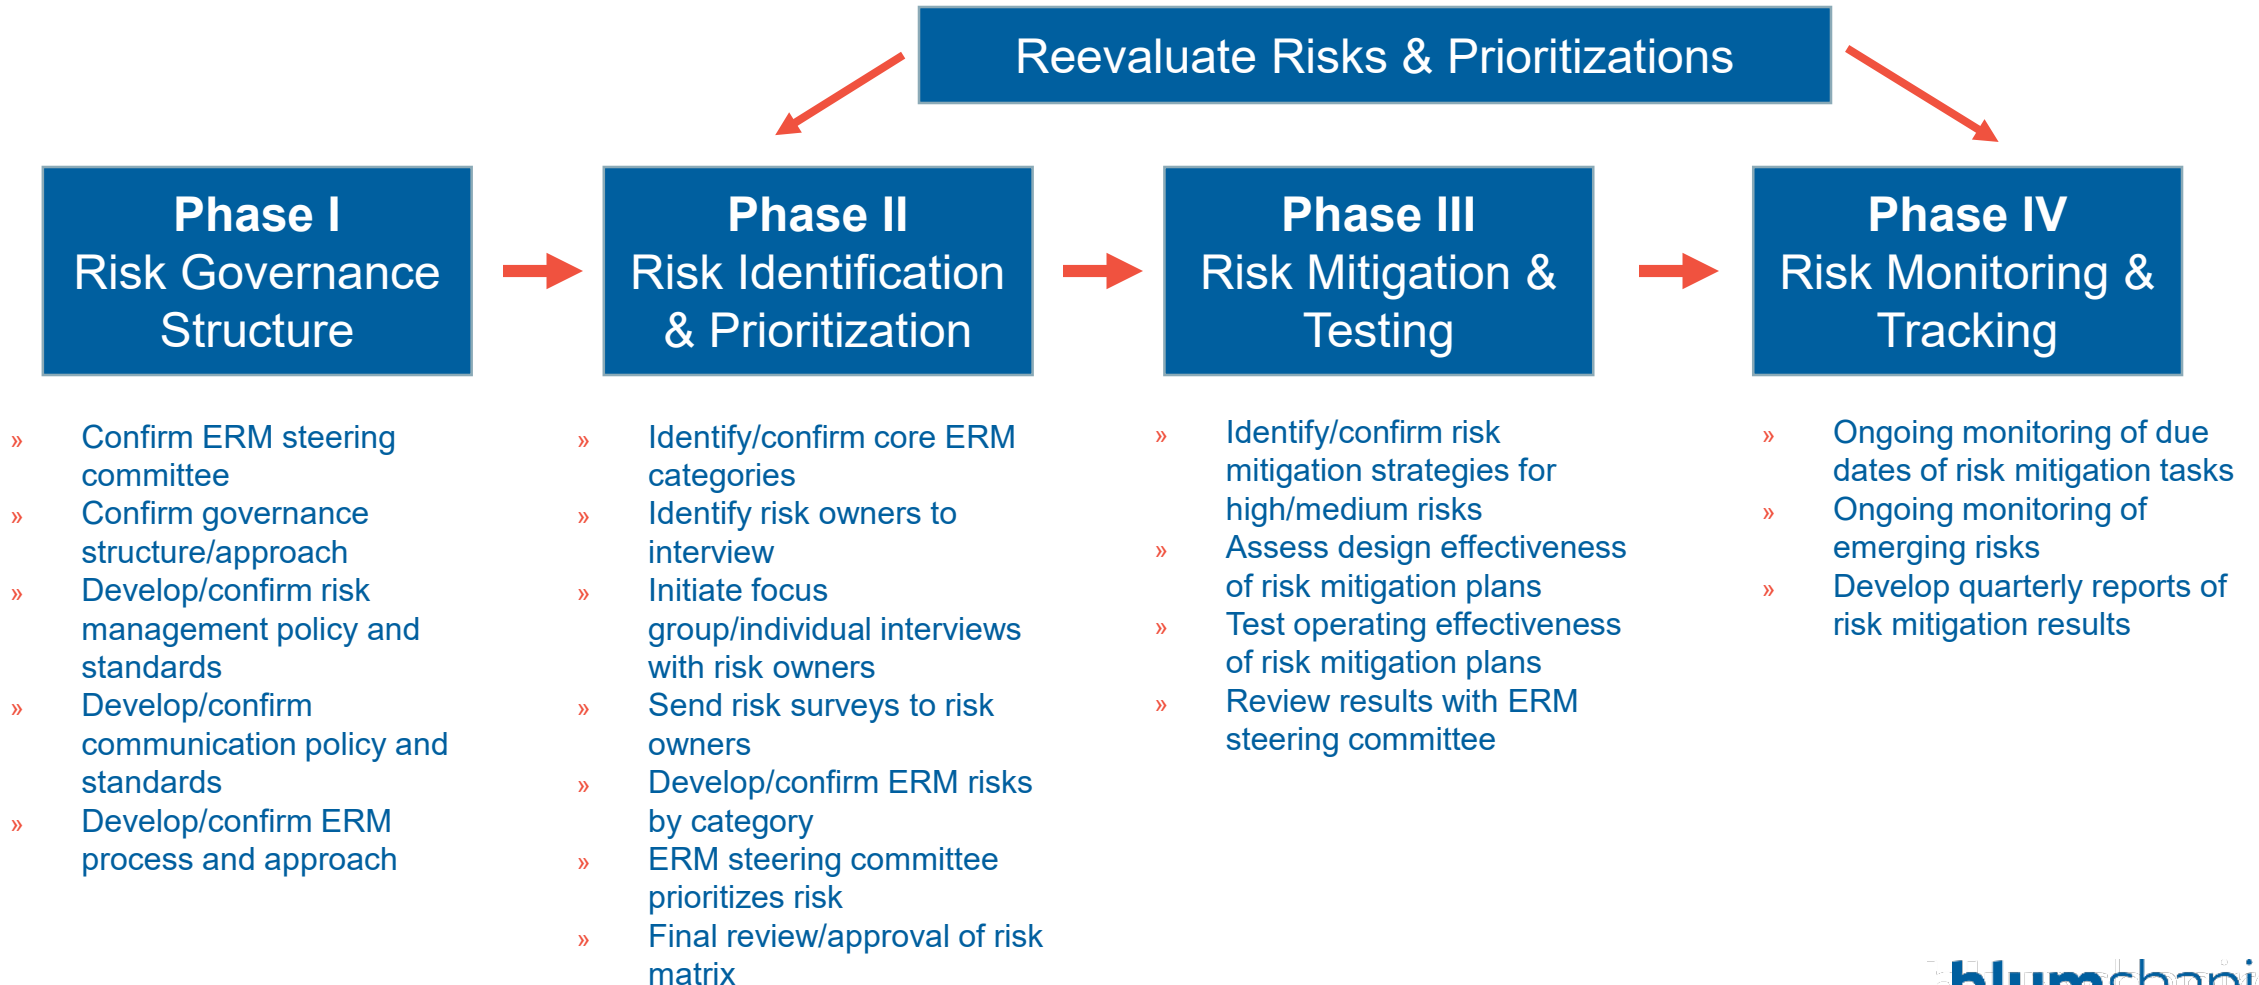 Reevaluate Risks & Prioritizations
Phase I
Risk Governance
Structure
» Confirm ERM steering
committee
» Confirm governance
structure/approach
» Develop/confirm risk
management policy and
standards
» Develop/confirm
communication policy and
standards
» Develop/confirm ERM
process and approach
Phase II
Risk Identification
& Prioritization
» Identify/confirm core ERM
categories
» Identify risk owners to
interview
» Initiate focus
group/individual interviews
with risk owners
» Send risk surveys to risk
owners
» Develop/confirm ERM risks
by category
» ERM steering committee
prioritizes risk
» Final review/approval of risk
matrix
Phase III
Risk Mitigation &
Testing
» Identify/confirm risk
mitigation strategies for
high/medium risks
» Assess design effectiveness
of risk mitigation plans
» Test operating effectiveness
of risk mitigation plans
» Review results with ERM
steering committee
Phase IV
Risk Monitoring &
Tracking
» Ongoing monitoring of due
dates of risk mitigation tasks
» Ongoing monitoring of
emerging risks
» Develop quarterly reports of
risk mitigation results